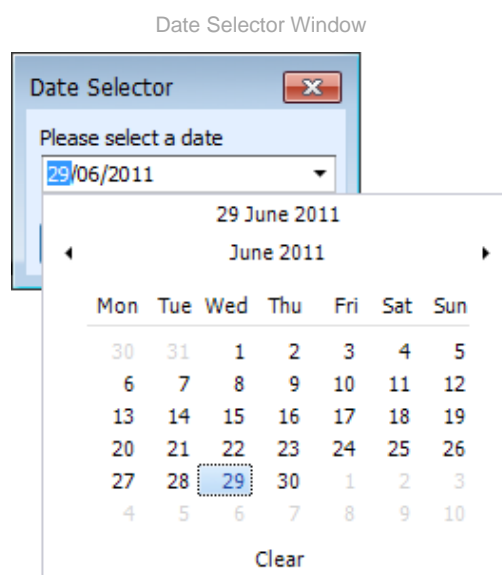 Date Selector Window
Date Selector
Please select a date
29/06/2011
29 June 2011
June 2011
Mon Tue Wed Thu Fri Sat Sun
30 31 1 2 3 4 5
6 7 8 9 10 11 12
13 14 15 16 17 18 19
20 21 22 23 24 25 26
27 28 29 30 1 2 3
4 5 6 7 8 9 10
Clear